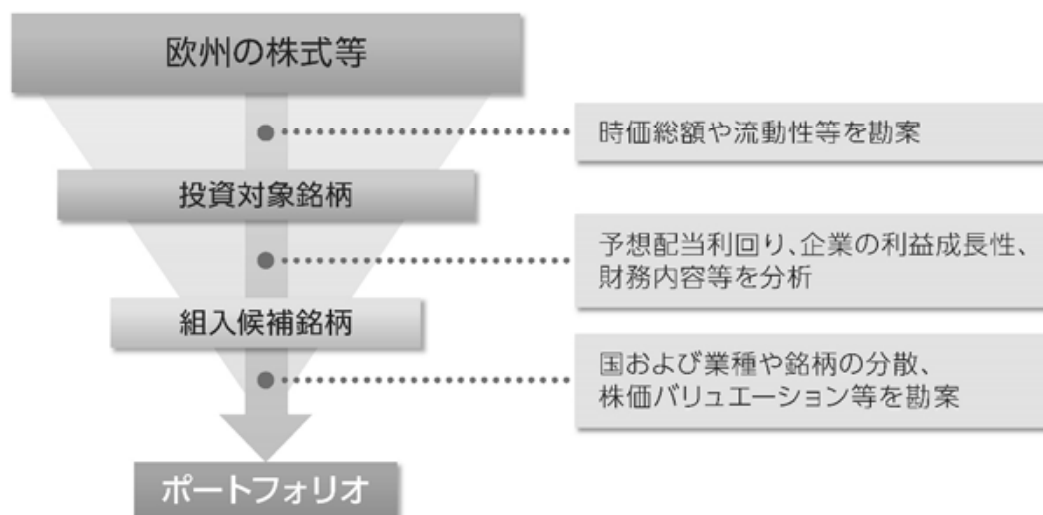 欧州の株式等
時価総額や流動性等を勘案
投資対象銘柄
予想配当利回り、企業の利益成長性、
財務内容等を分析
組入候補銘柄
国および業種や銘柄の分散、
株価バリュエーション等を勘案
ポートフォリオ